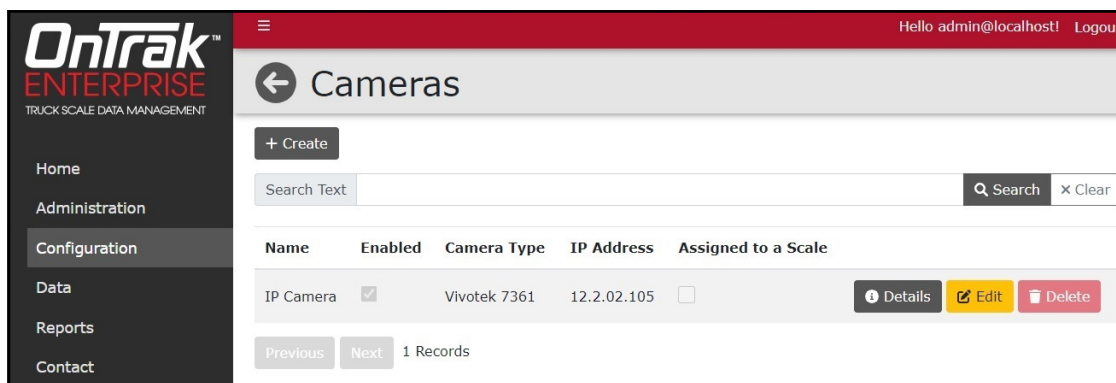 OnTrak™
ENTERPRISE
TRUCK SCALE DATA MANAGEMENT
Hello admin@localhost! Logou
Cameras
+ Create
Search Text Search × Clear
Home
Administration
Configuration
Data
Reports
Contact
Name Enabled Camera Type IP Address Assigned to a Scale
IP Camera Vivotek 7361 12.2.02.105 Details Edit Delete
Previous Next 1 Records